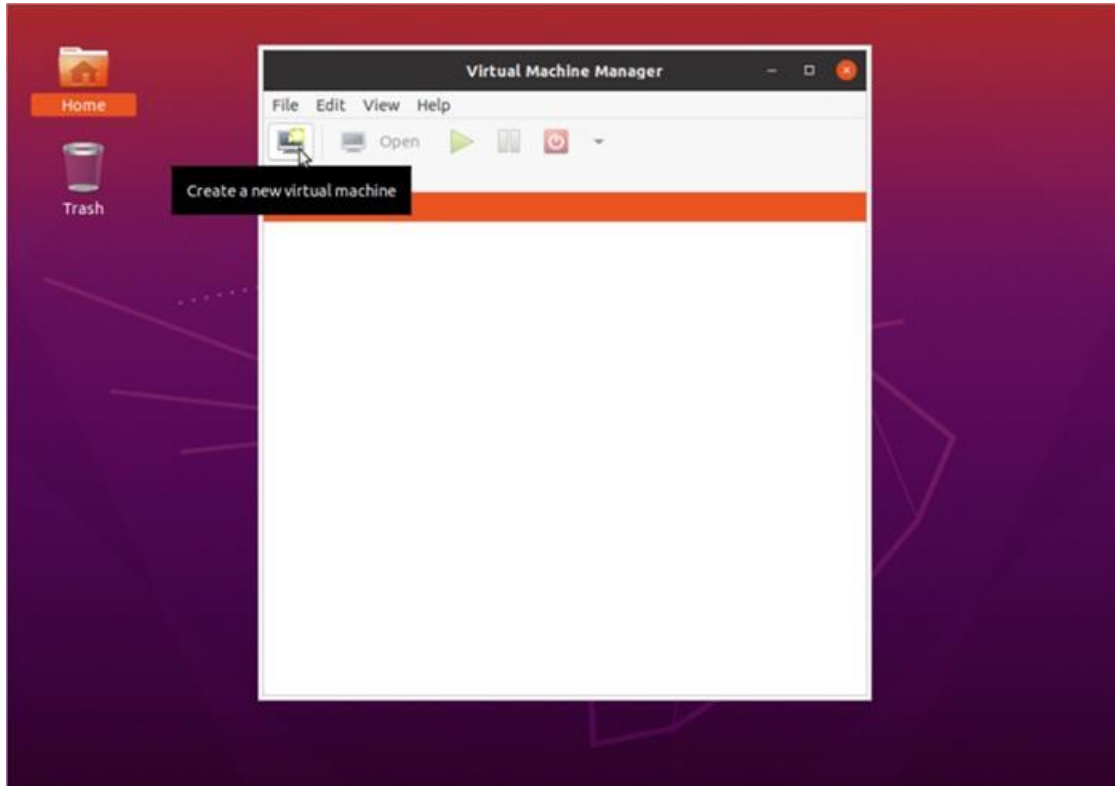 Virtual Machine Manager
Home
File Edit View Help
Open
Create a new virtual machine
Trash